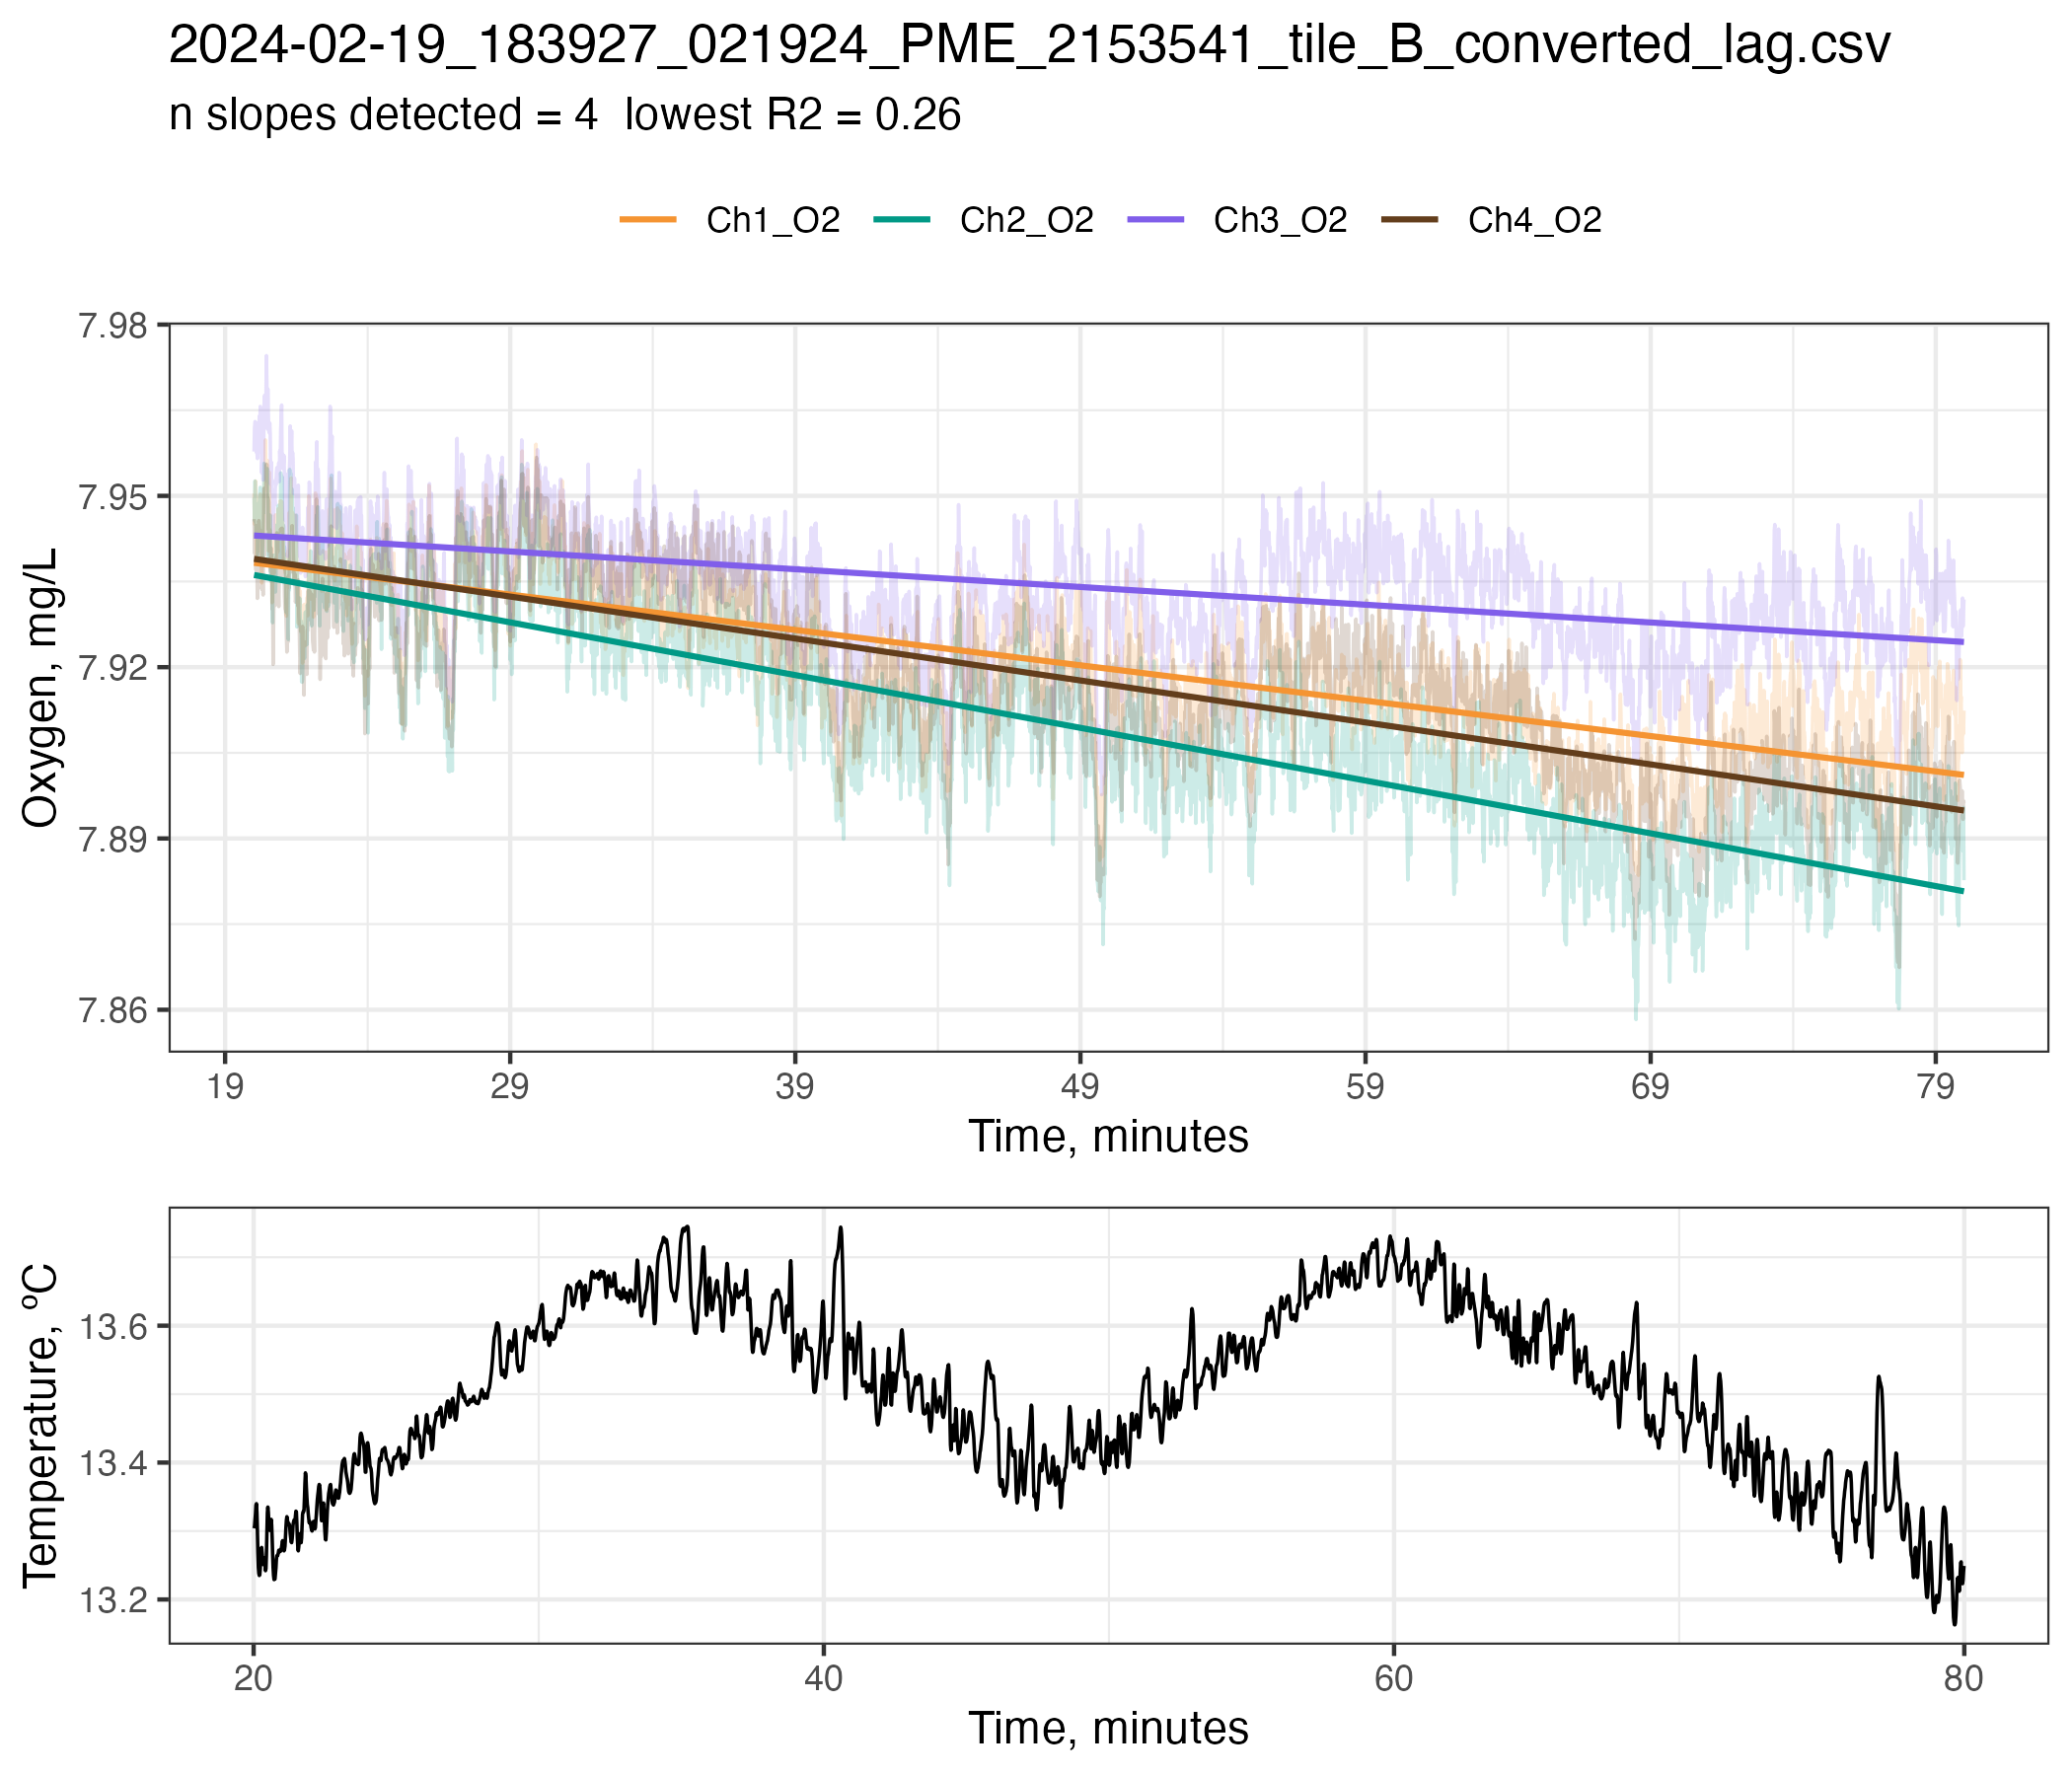 2024-02-19_183927_021924_PME_2153541_tile_B_converted_lag.csv
n slopes detected = 4  lowest R2 = 0.26
Ch1_O2 Ch2_O2 Ch3_O2 Ch4_O2
Oxygen, mg/L
7.98
7.95
7.92
7.89
7.86
19 29 39 49 59 69 79
Time, minutes
Temperature, ºC
13.6
13.4
13.2
20 40 60 80
Time, minutes